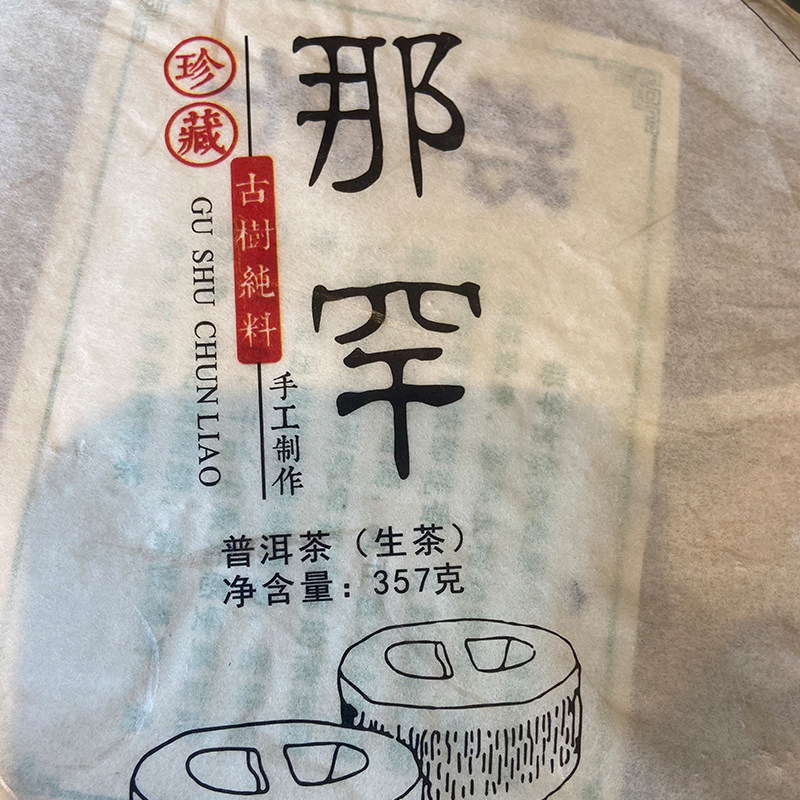 那罕
珍藏
古樹純料
GU SHU CHUN LIAO
手工制作
普洱茶（生茶）
净含量：357克